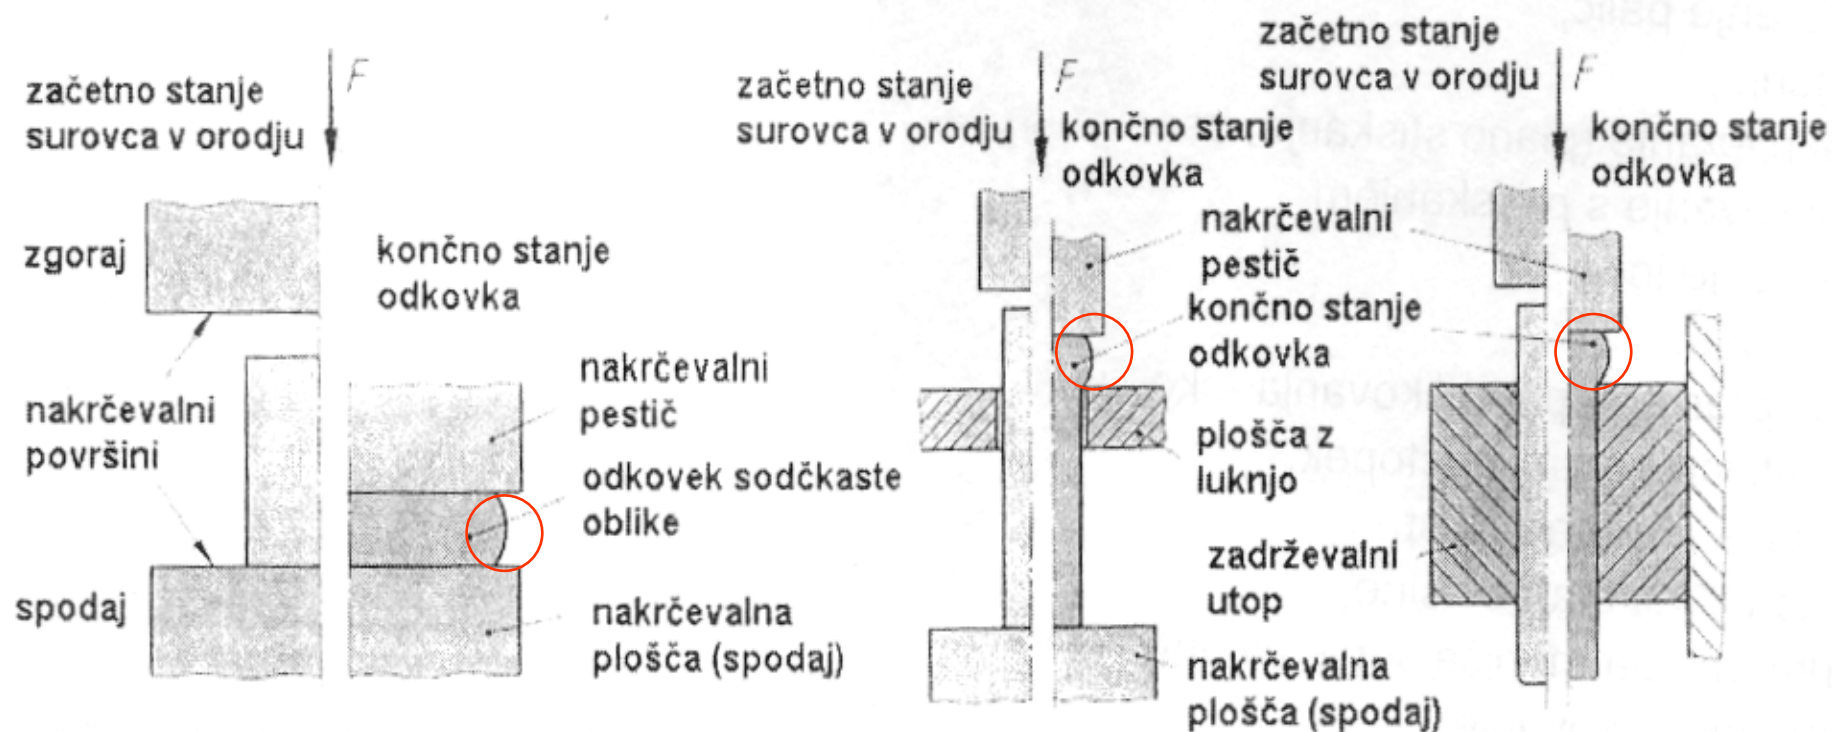 začetno stanje
surovca v orodju
F
zgoraj
končno stanje
odkovka
nakrčevalni
površini
nakrčevalni
pestič
odkovek sodčkaste
oblike
spodaj
nakrčevalna
plošča (spodaj)
začetno stanje
surovca v orodju
F
končno stanje
odkovka
začetno stanje
surovca v orodju
F
končno stanje
odkovka
nakrčevalni
pestič
končno stanje
odkovka
plošča z
luknjo
zadrževalni
utop
nakrčevalna
plošča (spodaj)